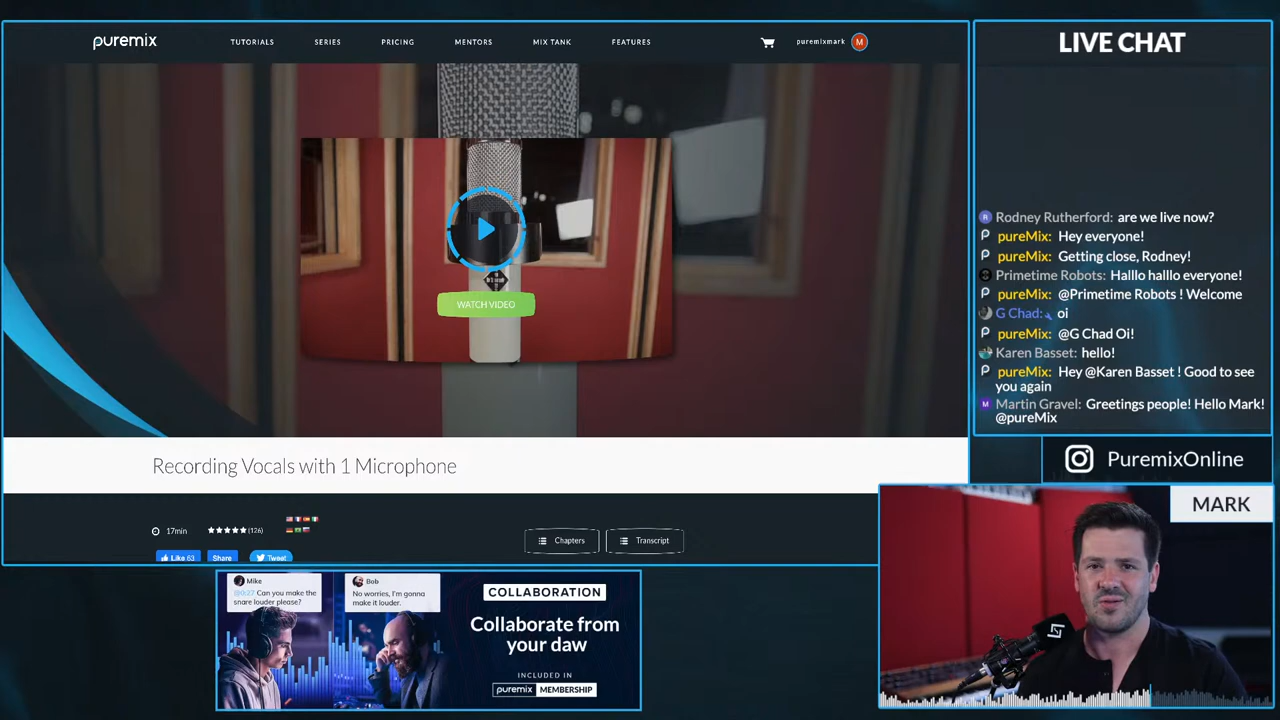 puremix
TUTORIALS
SERIES
PRICING
MENTORS
MIX TANK
FEATURES
puremixmark
M
WATCH VIDEO
Recording Vocals with 1 Microphone
17min
(126)
Chapters
Transcript
Like 63
Share
Tweet
LIVE CHAT
R Rodney Rutherford: are we live now?
pureMix: Hey everyone!
pureMix: Getting close, Rodney!
Primetime Robots: Halllo halllo everyone!
pureMix: @Primetime Robots ! Welcome
G Chad: oi
pureMix: @G Chad Oi!
Karen Basset: hello!
pureMix: Hey @Karen Basset ! Good to see
you again
M Martin Gravel: Greetings people! Hello Mark!
@pureMix
PuremixOnline
MARK
Mike
@0:27 Can you make the
snare louder please?
Bob
No worries, I'm gonna
make it louder.
COLLABORATION
Collaborate from
your daw
INCLUDED IN
puremix MEMBERSHIP